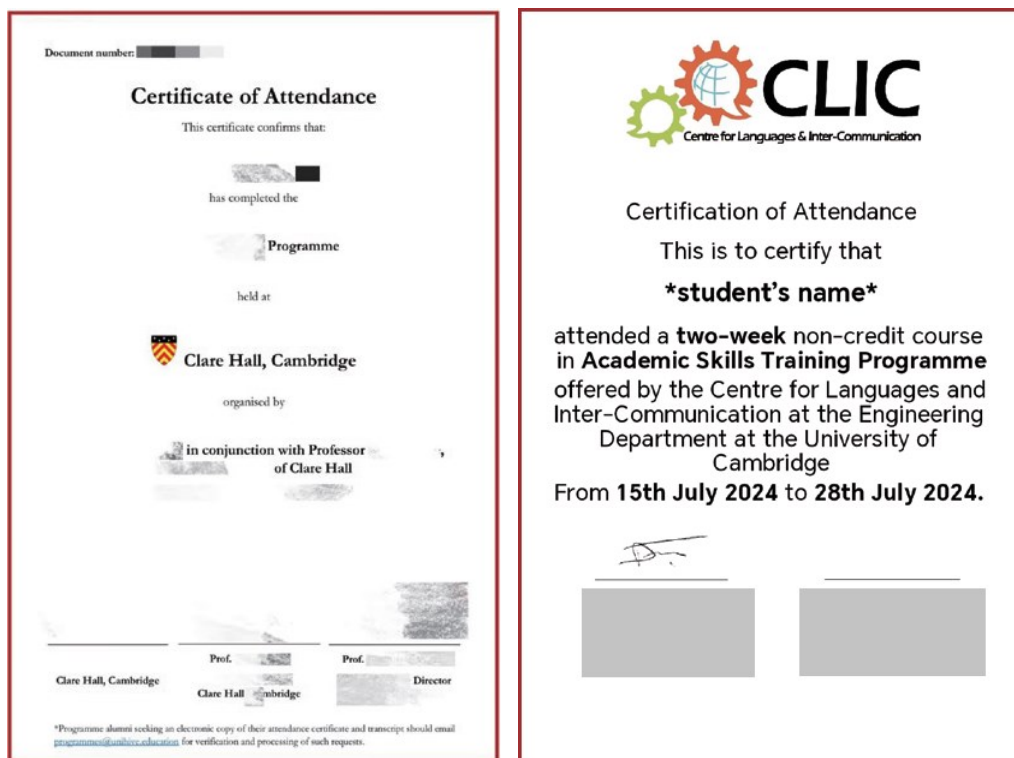 Document number:
Certificate of Attendance
This certificate confirms that:
has completed the
Programme
held at
Clare Hall, Cambridge
organised by
in conjunction with Professor ,
of Clare Hall
Prof.
Prof.
Clare Hall, Cambridge
Director
Clare Hall
*Programme alumni seeking an electronic copy of their attendance certificate and transcript should email
programmes@unihive.education for verification and processing of such requests.
CLIC
Centre for Languages & Inter-Communication
Certification of Attendance
This is to certify that
*student's name*
attended a two-week non-credit course
in Academic Skills Training Programme
offered by the Centre for Languages and
Inter-Communication at the Engineering
Department at the University of
Cambridge
From 15th July 2024 to 28th July 2024.